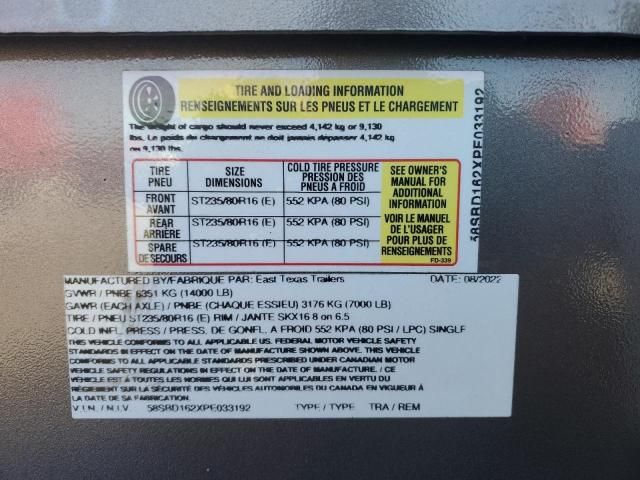 TIRE AND LOADING INFORMATION
RENSEIGNEMENTS SUR LES PNEUS ET LE CHARGEMENT
The weight of cargo should never exceed 4,142 kg or 9,130
lbs. Le poids du chargement ne doit jamais dépasser 4,142 kg
ou 9,130 lbs.
TIRE
PNEU
SIZE
DIMENSIONS
COLD TIRE PRESSURE
PRESSION DES
PNEUS A FROID
FRONT
AVANT
ST235/80R16 (E)
552 KPA (80 PSI)
REAR
ARRIÈRE
ST235/80R16 (E)
552 KPA (80 PSI)
SPARE
DE SECOURS
ST235/80R16 (E)
552 KPA (80 PSI)
SEE OWNER'S
MANUAL FOR
ADDITIONAL
INFORMATION
VOIR LE MANUEL
DE L'USAGER
POUR PLUS DE
RENSEIGNEMENTS
FD-339
58SBD162XPE033192
MANUFACTURED BY/FABRIQUE PAR: East Texas Trailers DATE: 08/2022
GVWR / PNBE 6351 KG (14000 LB)
GAWR (EACH AXLE) / PNBE (CHAQUE ESSIEU) 3176 KG (7000 LB)
TIRE / PNEU ST235/80R16 (E) RIM / JANTE SKX16 8 on 6.5
COLD INFL. PRESS / PRESS. DE GONFL. A FROID 552 KPA (80 PSI / LPC) SINGLE
THIS VEHICLE CONFORMS TO ALL APPLICABLE U.S. FEDERAL MOTOR VEHICLE SAFETY
STANDARDS IN EFFECT ON THE DATE OF MANUFACTURE SHOWN ABOVE. THIS VEHICLE
CONFORMS TO ALL APPLICABLE STANDARDS PRESCRIBED UNDER CANADIAN MOTOR
VEHICLE SAFETY REGULATIONS IN EFFECT ON THE DATE OF MANUFACTURE. / CE
VEHICULE EST À TOUTES LES NORMES QUI LUI SONT APPLICABLES EN VERTU DU
RÈGLEMENT SUR LA SÉCURITÉ DES VÉHICULES AUTOMOBILES DU CANADA EN VIGUEUR À
LA DATE DE SA FABRICATION.
V.I.N. / N.I.V. 58SBD162XPE033192 TYPE / TYPE TRA / REM